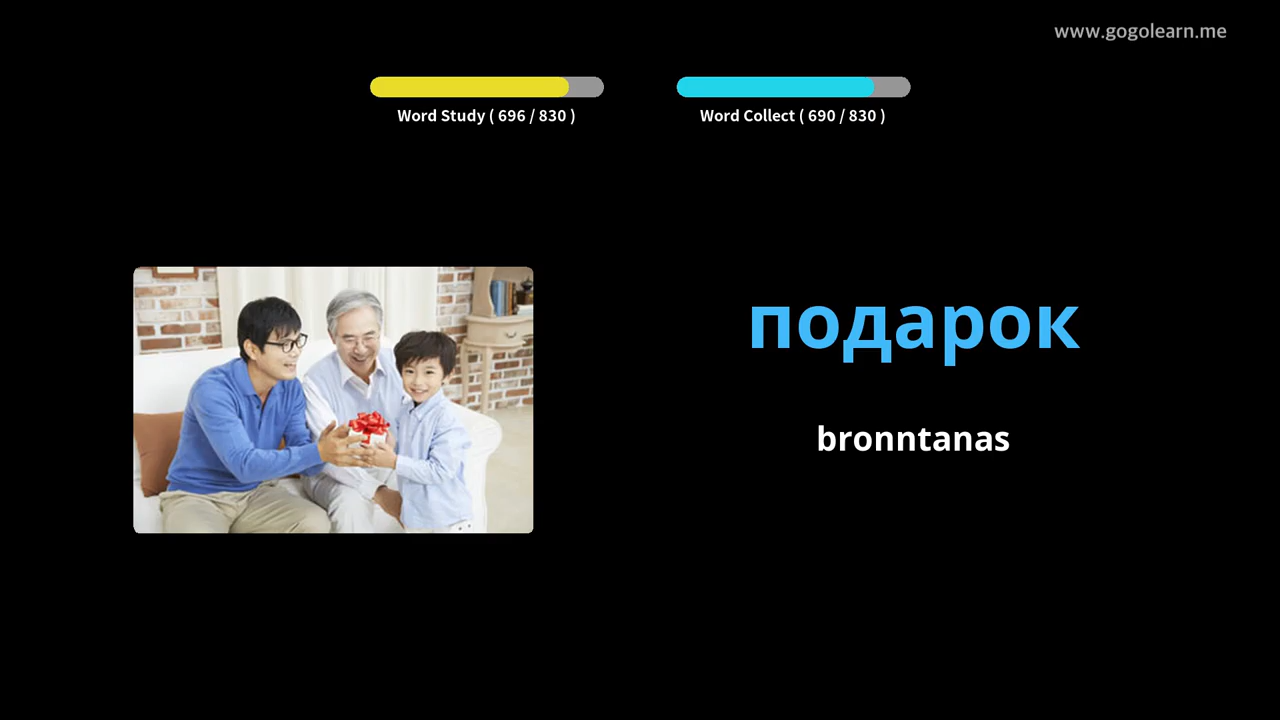 www.gogolearn.me
Word Study ( 696 / 830 )
Word Collect ( 690 / 830 )
подарок
bronntanas